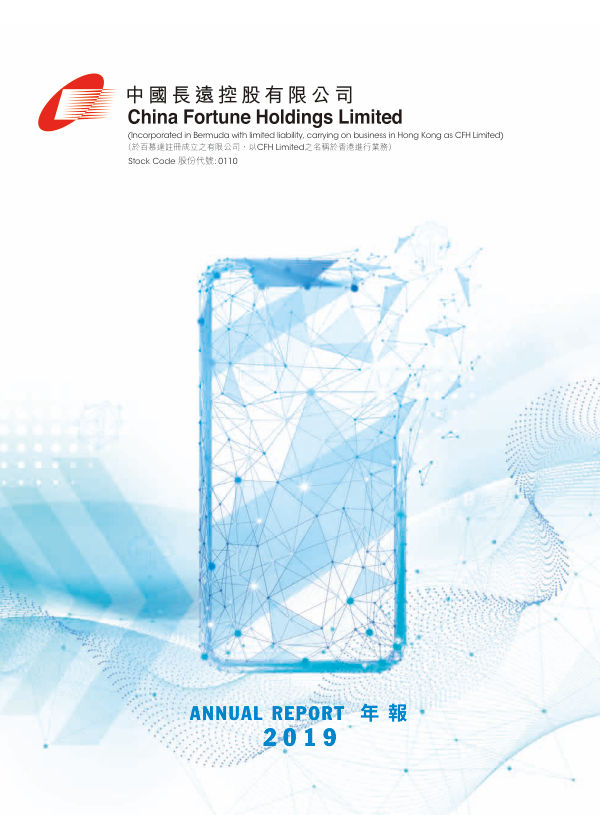 中國長遠控股有限公司
China Fortune Holdings Limited
(Incorporated in Bermuda with limited liability, carrying on business in Hong Kong as CFH Limited)
(於百慕達註冊成立之有限公司，以CFH Limited之名稱於香港進行業務)
Stock Code 股份代號: 0110
ANNUAL REPORT 年報
2019